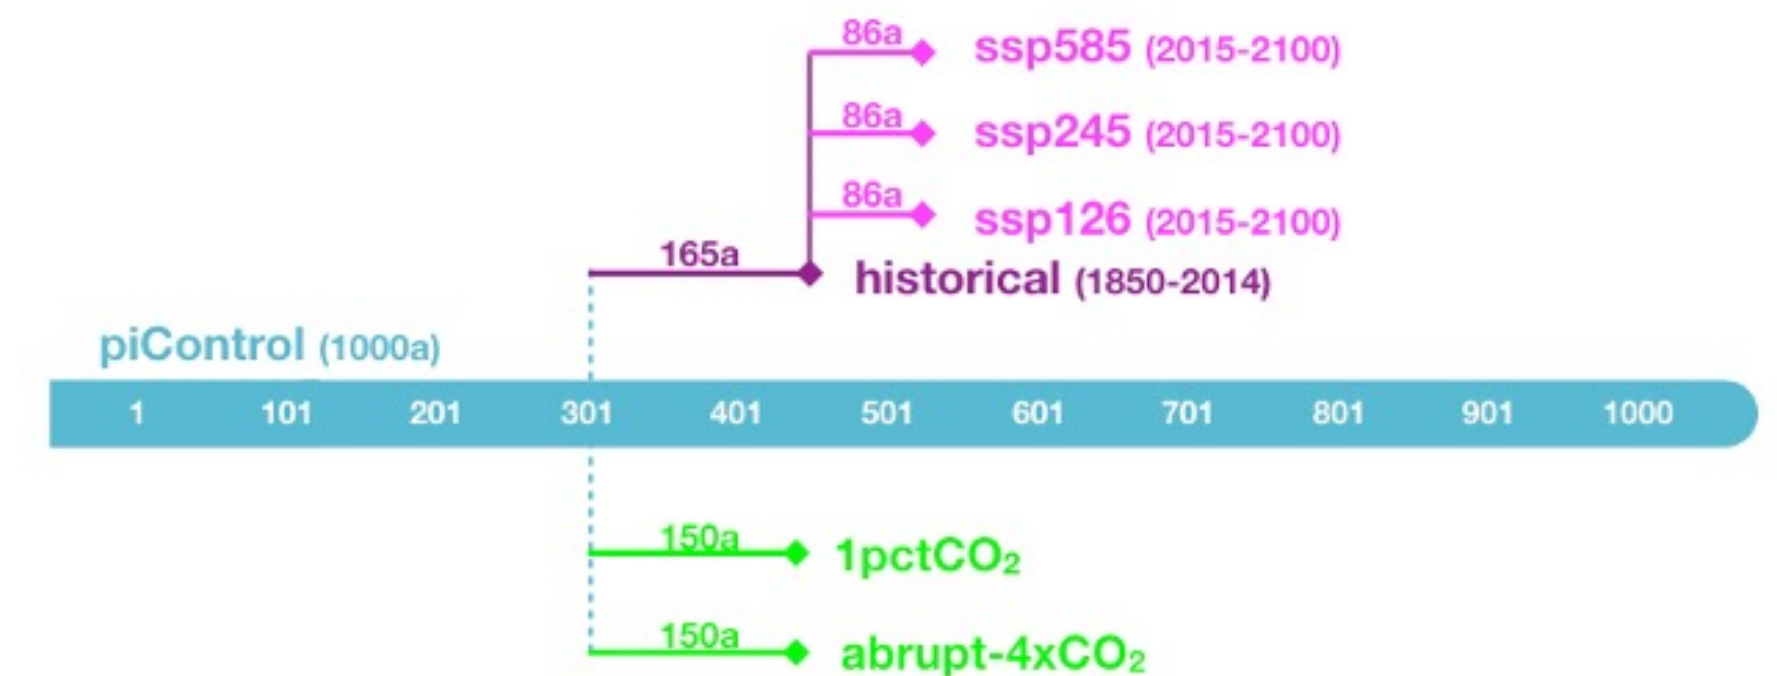 86a ssp585 (2015-2100)
86a ssp245 (2015-2100)
86a ssp126 (2015-2100)
165a historical (1850-2014)
piControl (1000a)
1 101 201 301 401 501 601 701 801 901 1000
150a 1pctCO₂
150a abrupt-4xCO₂